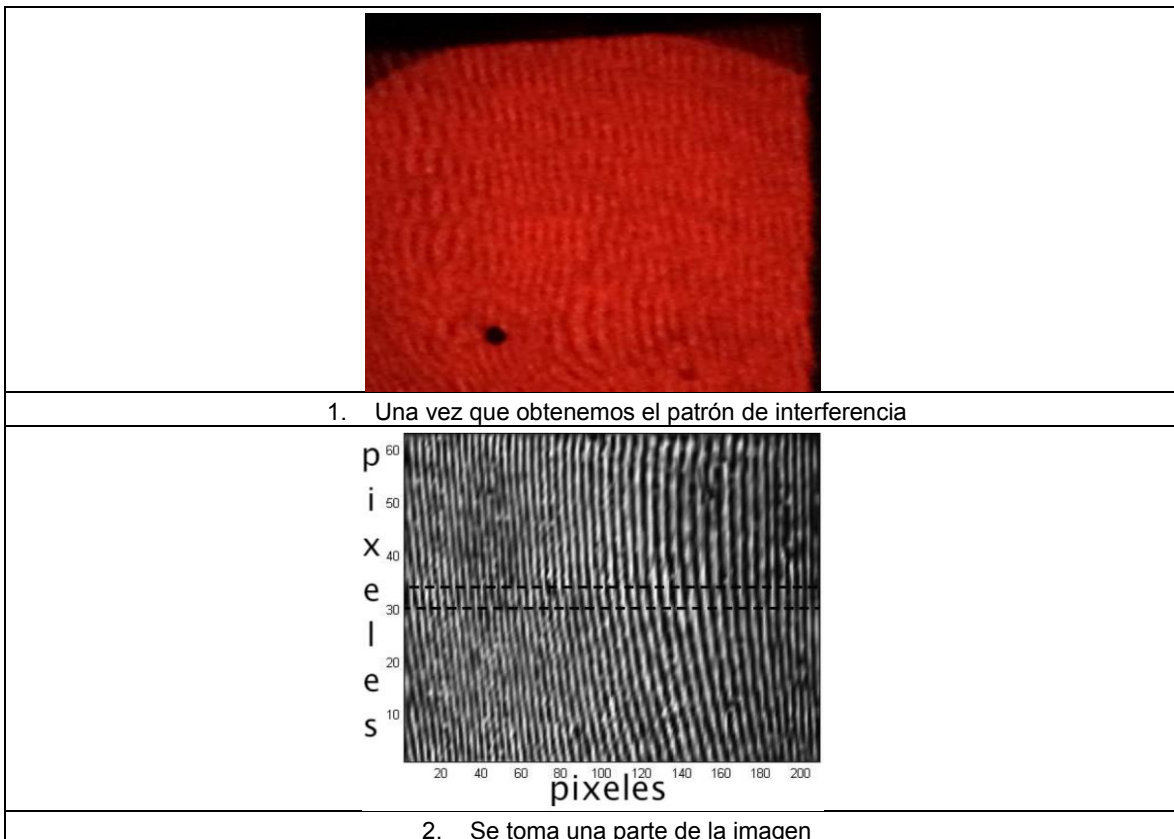 1. Una vez que obtenemos el patrón de interferencia
pixeles
60
50
40
30
20
10
20 40 60 80 100 120 140 160 180 200
pixeles
2. Se toma una parte de la imagen